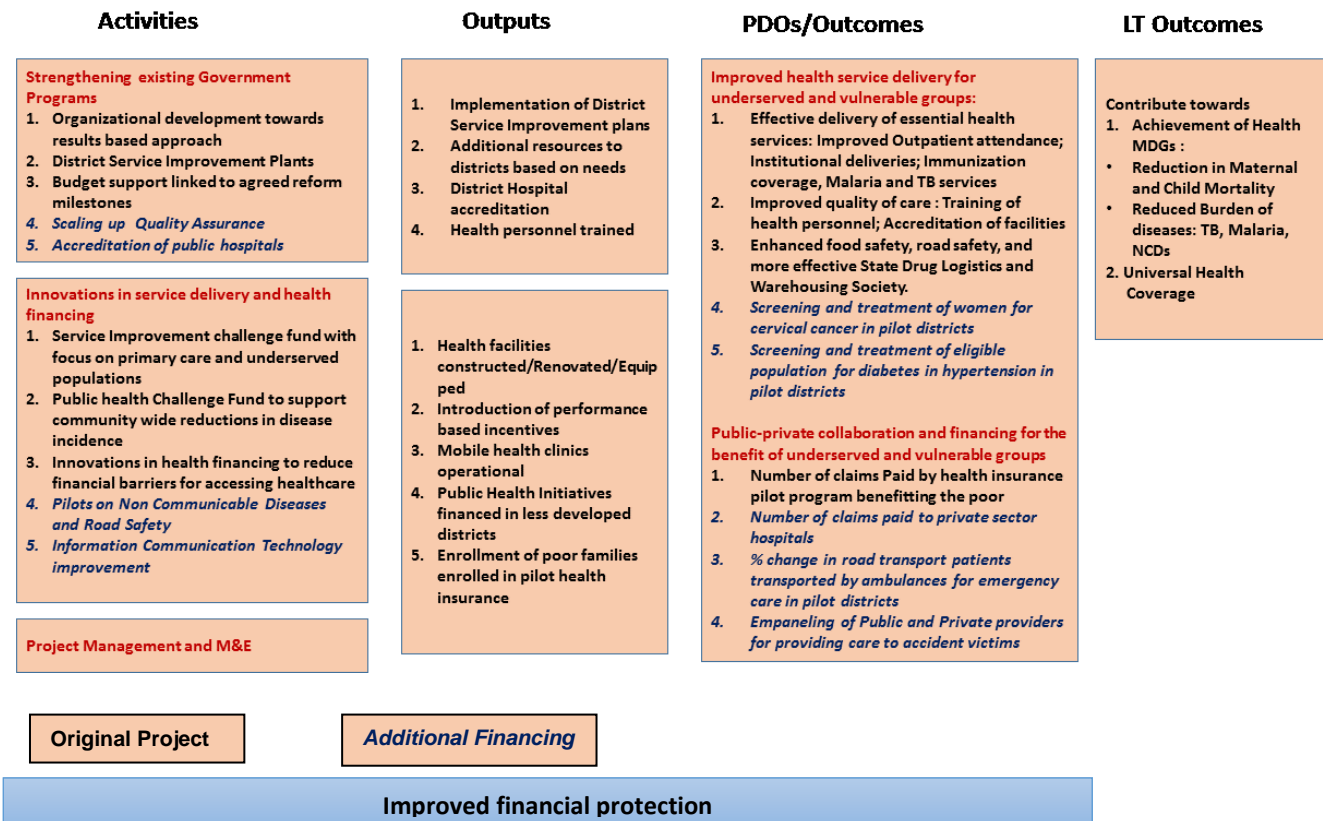 Activities
Outputs
PDOs/Outcomes
LT Outcomes
Strengthening existing Government
Programs
1. Organizational development towards
results based approach
2. District Service Improvement Plants
3. Budget support linked to agreed reform
milestones
4. Scaling up Quality Assurance
5. Accreditation of public hospitals
Innovations in service delivery and health
financing
1. Service Improvement challenge fund with
focus on primary care and underserved
populations
2. Public health Challenge Fund to support
community wide reductions in disease
incidence
3. Innovations in health financing to reduce
financial barriers for accessing healthcare
4. Pilots on Non Communicable Diseases
and Road Safety
5. Information Communication Technology
improvement
Project Management and M&E
1. Implementation of District
Service Improvement plans
2. Additional resources to
districts based on needs
3. District Hospital
accreditation
4. Health personnel trained
1. Health facilities
constructed/Renovated/Equip
ped
2. Introduction of performance
based incentives
3. Mobile health clinics
operational
4. Public Health Initiatives
financed in less developed
districts
5. Enrollment of poor families
enrolled in pilot health
insurance
Improved health service delivery for
underserved and vulnerable groups:
1. Effective delivery of essential health
services: Improved Outpatient attendance;
Institutional deliveries; Immunization
coverage, Malaria and TB services
2. Improved quality of care : Training of
health personnel; Accreditation of facilities
3. Enhanced food safety, road safety, and
more effective State Drug Logistics and
Warehousing Society.
4. Screening and treatment of women for
cervical cancer in pilot districts
5. Screening and treatment of eligible
population for diabetes in hypertension in
pilot districts
Public-private collaboration and financing for the
benefit of underserved and vulnerable groups
1. Number of claims Paid by health insurance
pilot program benefitting the poor
2. Number of claims paid to private sector
hospitals
3. % change in road transport patients
transported by ambulances for emergency
care in pilot districts
4. Empaneling of Public and Private providers
for providing care to accident victims
Contribute towards
1. Achievement of Health
MDGs :
• Reduction in Maternal
and Child Mortality
• Reduced Burden of
diseases: TB, Malaria,
NCDs
2. Universal Health
Coverage
Original Project
Additional Financing
Improved financial protection